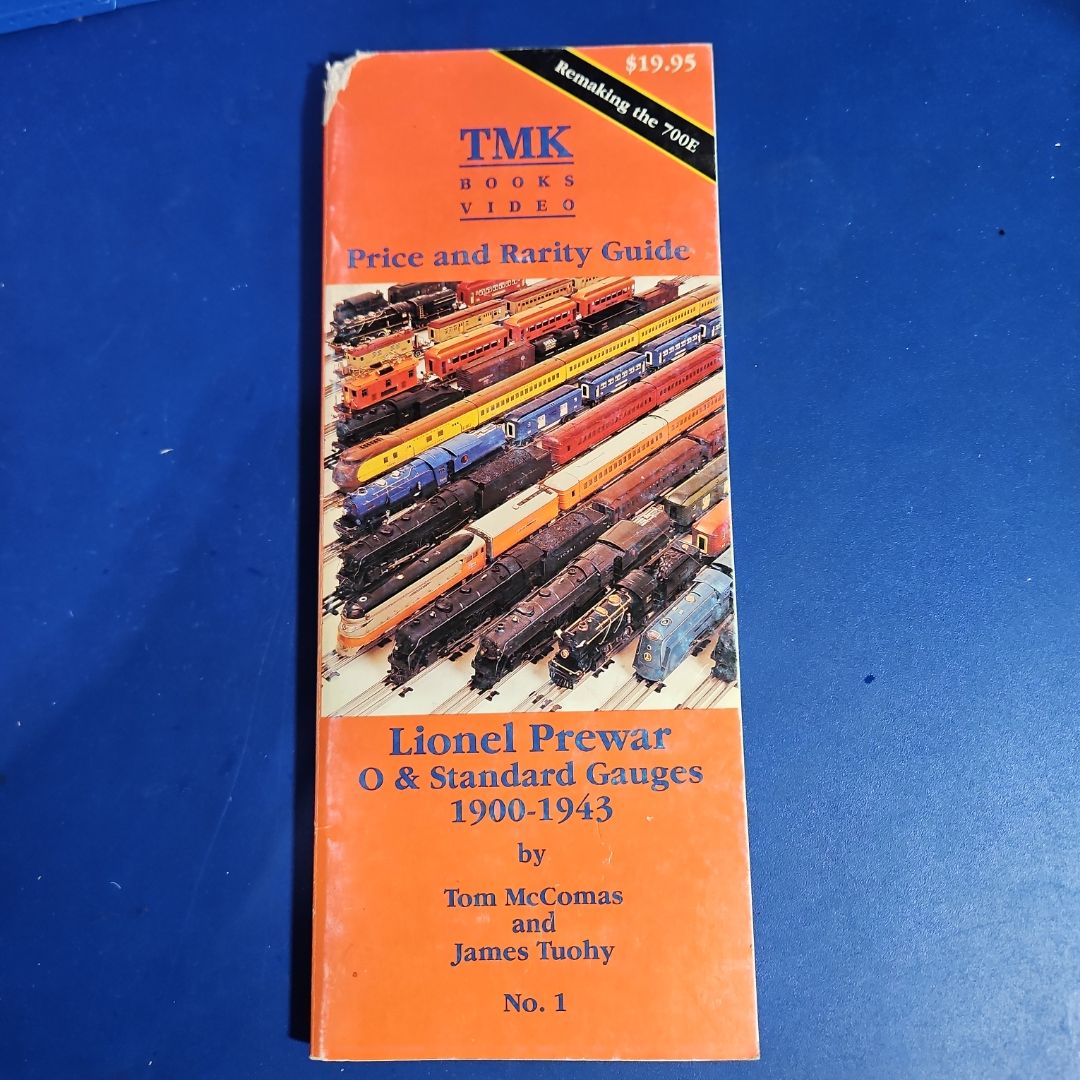 $19.95
Remaking the 700E
TMK
BOOKS
VIDEO
Price and Rarity Guide
Lionel Prewar
O & Standard Gauges
1900-1943
by
Tom McComas
and
James Tuohy
No. 1